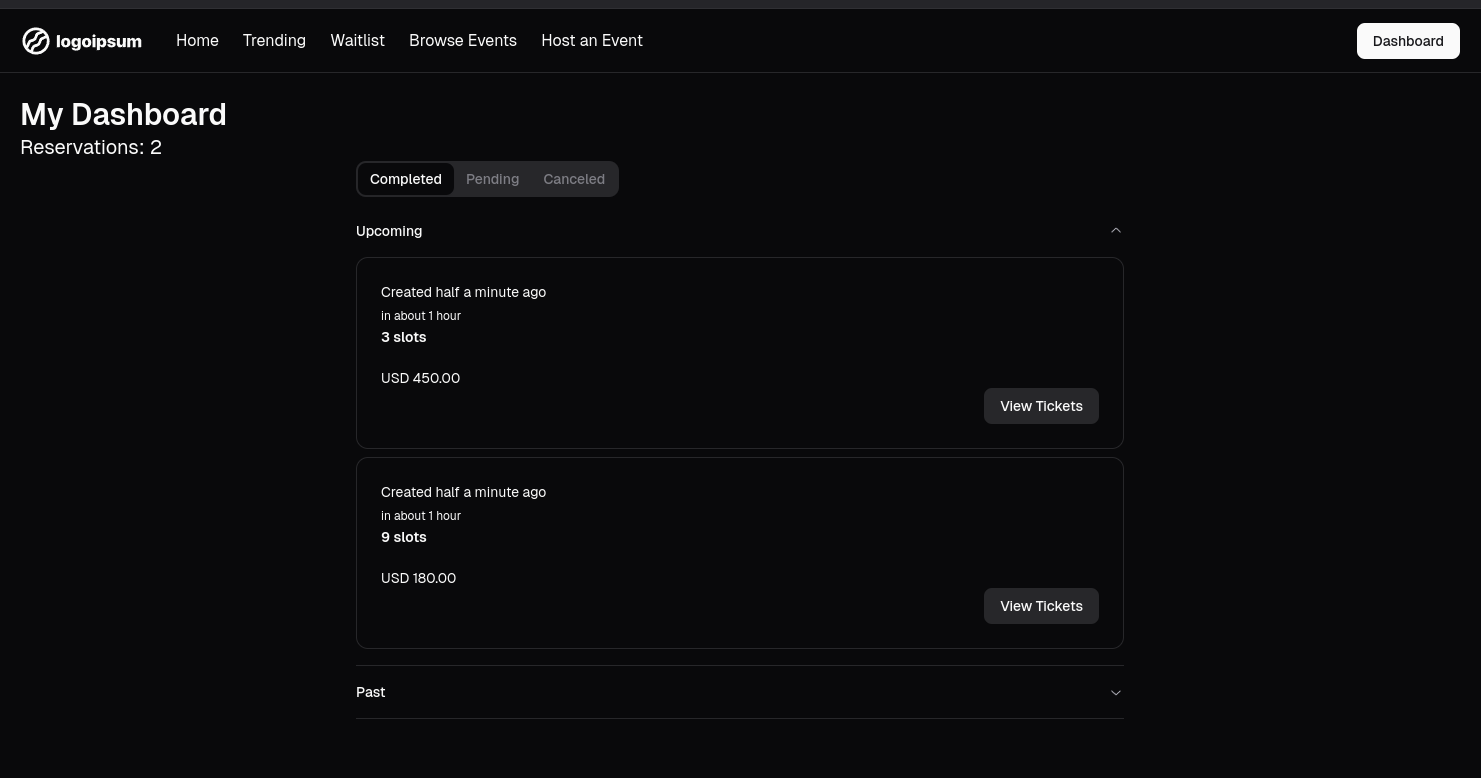 logoipsum Home Trending Waitlist Browse Events Host an Event Dashboard
My Dashboard
Reservations: 2
Completed Pending Canceled
Upcoming
Created half a minute ago
in about 1 hour
3 slots
USD 450.00
View Tickets
Created half a minute ago
in about 1 hour
9 slots
USD 180.00
View Tickets
Past